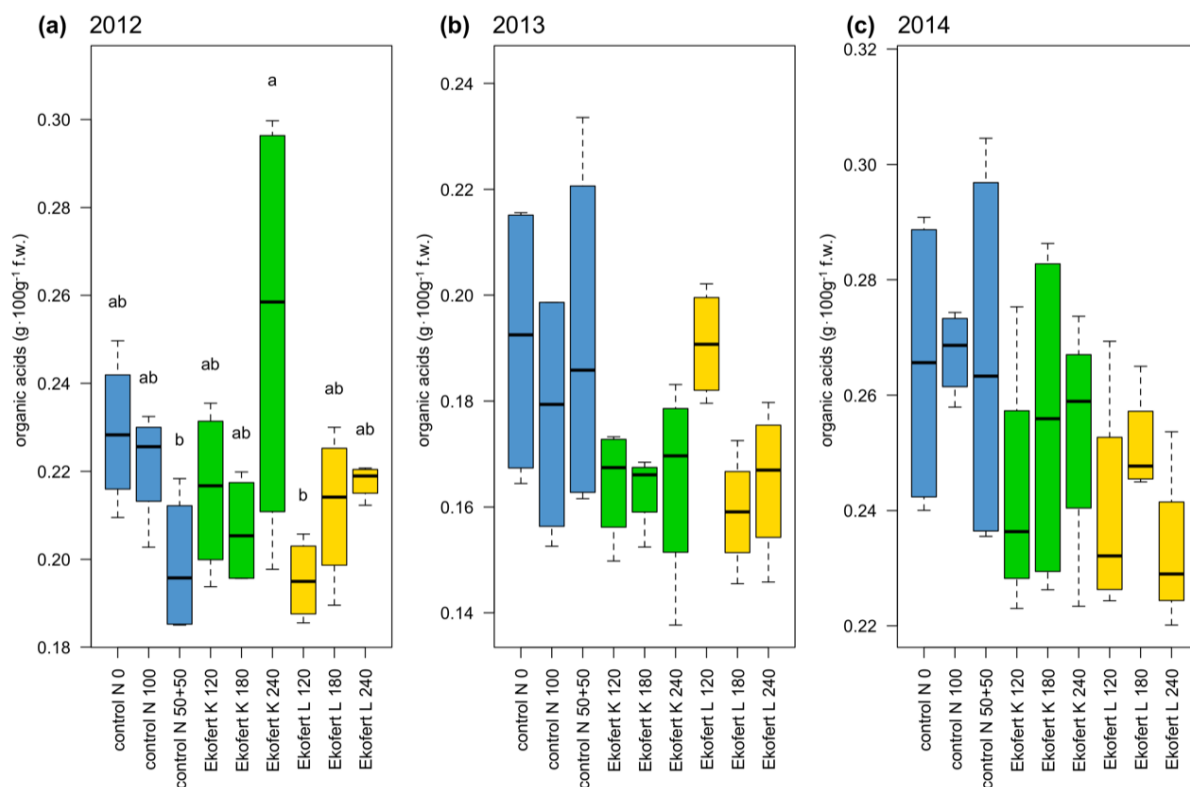 (a) 2012
organic acids (g·100g⁻¹ f.w.)
0.30
0.28
0.26
0.24
0.22
0.20
0.18
ab
ab
b
ab
ab
a
b
ab
ab
control N 0
control N 100
control N 50+50
Ekofert K 120
Ekofert K 180
Ekofert K 240
Ekofert L 120
Ekofert L 180
Ekofert L 240
(b) 2013
organic acids (g·100g⁻¹ f.w.)
0.24
0.22
0.20
0.18
0.16
0.14
control N 0
control N 100
control N 50+50
Ekofert K 120
Ekofert K 180
Ekofert K 240
Ekofert L 120
Ekofert L 180
Ekofert L 240
(c) 2014
organic acids (g·100g⁻¹ f.w.)
0.32
0.30
0.28
0.26
0.24
0.22
control N 0
control N 100
control N 50+50
Ekofert K 120
Ekofert K 180
Ekofert K 240
Ekofert L 120
Ekofert L 180
Ekofert L 240